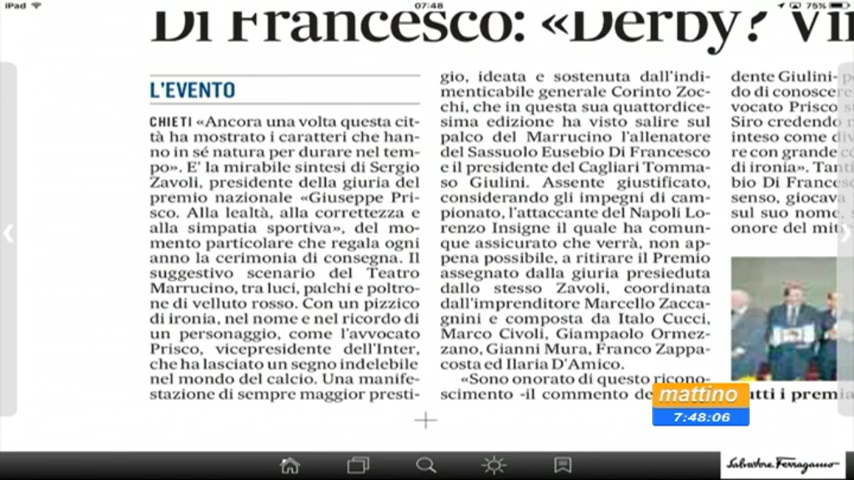 iPad
07:48
75%
Di Francesco: «Derby?
L'EVENTO
CHIETI «Ancora una volta questa cit-
tà ha mostrato i caratteri che han-
no in sé natura per durare nel tem-
po». E' la mirabile sintesi di Sergio
Zavoli, presidente della giuria del
premio nazionale «Giuseppe Pri-
sco. Alla lealtà, alla correttezza e
alla simpatia sportiva», del mo-
mento particolare che regala ogni
anno la cerimonia di consegna. Il
suggestivo scenario del Teatro
Marrucino, tra luci, palchi e poltro-
ne di velluto rosso. Con un pizzico
di ironia, nel nome e nel ricordo di
un personaggio, come l'avvocato
Prisco, vicepresidente dell'Inter,
che ha lasciato un segno indelebile
nel mondo del calcio. Una manife-
stazione di sempre maggior presti-
gio, ideata e sostenuta dall'indi-
menticabile generale Corinto Zoc-
chi, che in questa sua quattordice-
sima edizione ha visto salire sul
palco del Marrucino l'allenatore
del Sassuolo Eusebio Di Francesco
e il presidente del Cagliari Tomma-
so Giulini. Assente giustificato,
considerando gli impegni di cam-
pionato, l'attaccante del Napoli Lo-
renzo Insigne il quale ha comun-
que assicurato che verrà, non ap-
pena possibile, a ritirare il Premio
assegnato dalla giuria presieduta
dallo stesso Zavoli, coordinata
dall'imprenditore Marcello Zacca-
gnini e composta da Italo Cucci,
Marco Civoli, Giampaolo Ormez-
zano, Gianni Mura, Franco Zappa-
costa ed Ilaria D'Amico.
«Sono onorato di questo ricono-
scimento -il commento
dente Giulini-
do di conoscere
vocato Prisco
Siro credendo
inteso come
re con grande
di ironia».
bio Di
senso, giocava
sul suo nome,
onore del
tutti i
mattino
7:48:06
Salvatore Ferragamo